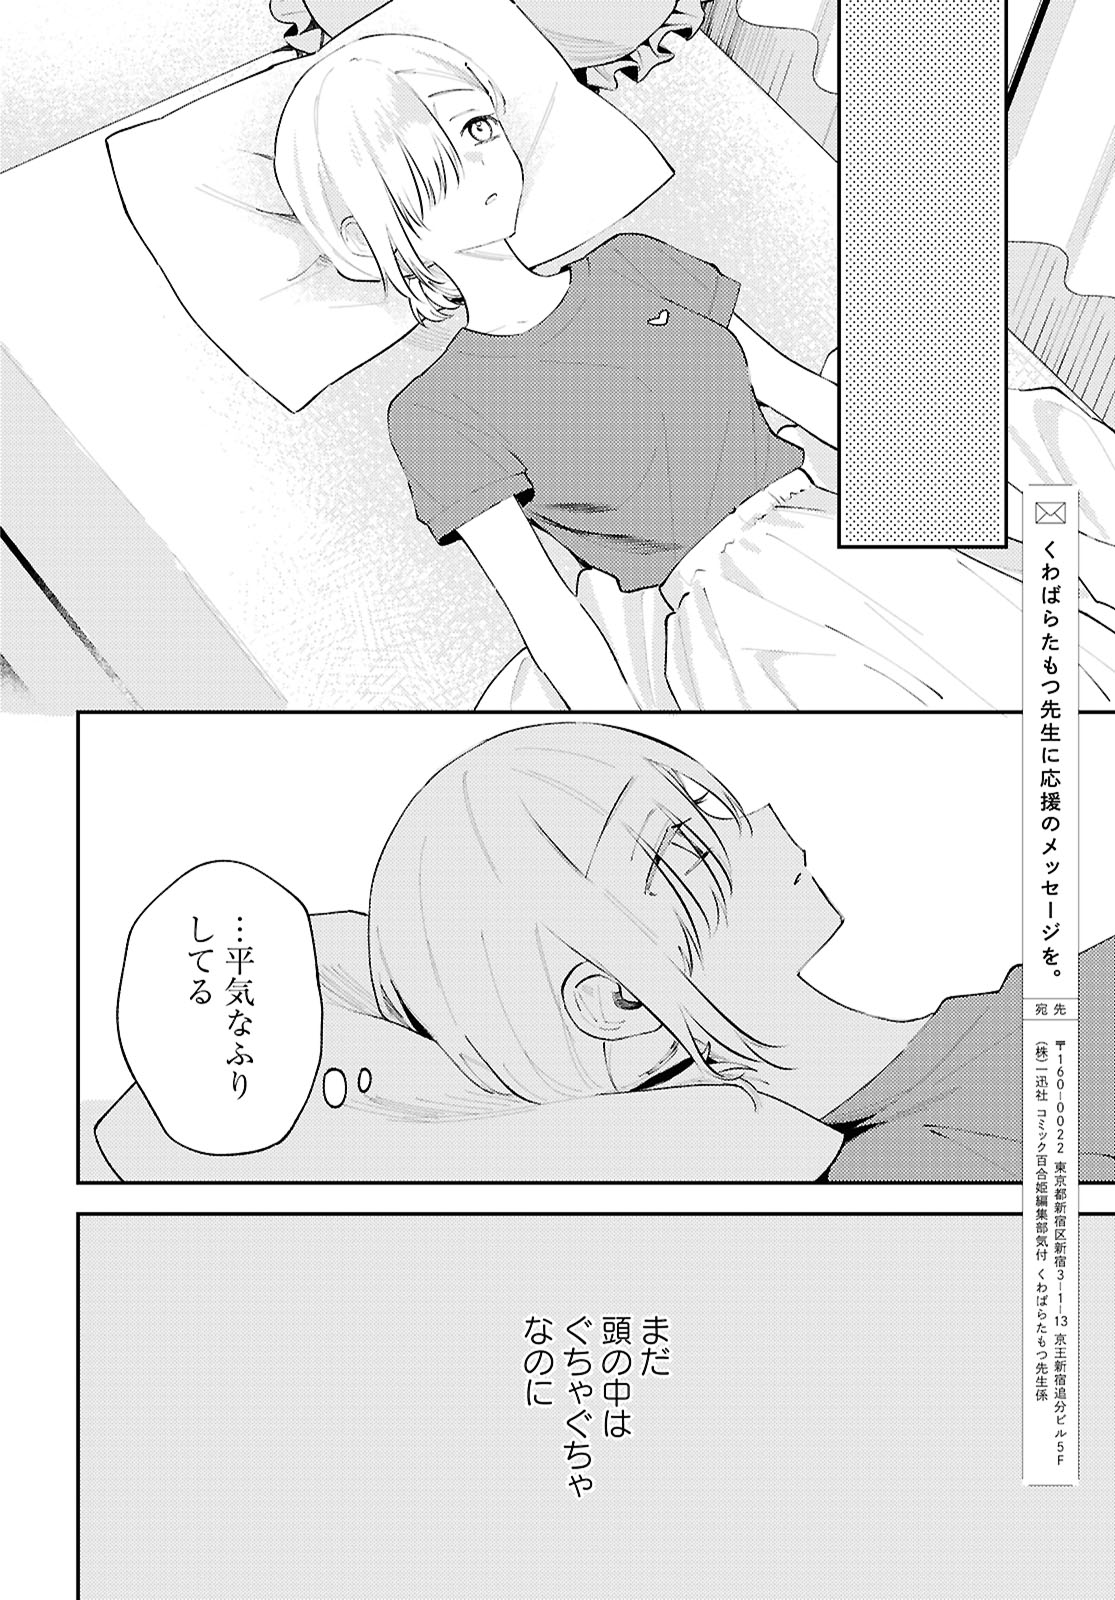 くわばらたもつ先生に応援のメッセージを。
宛先
〒160-0022 東京都新宿区新宿3-1-13 京王新宿追分ビル5F
(株)一迅社 コミック百合姫編集部気付 くわばらたもつ先生係
…平気なふり
してる
まだ
頭の中は
ぐちゃぐちゃ
なのに